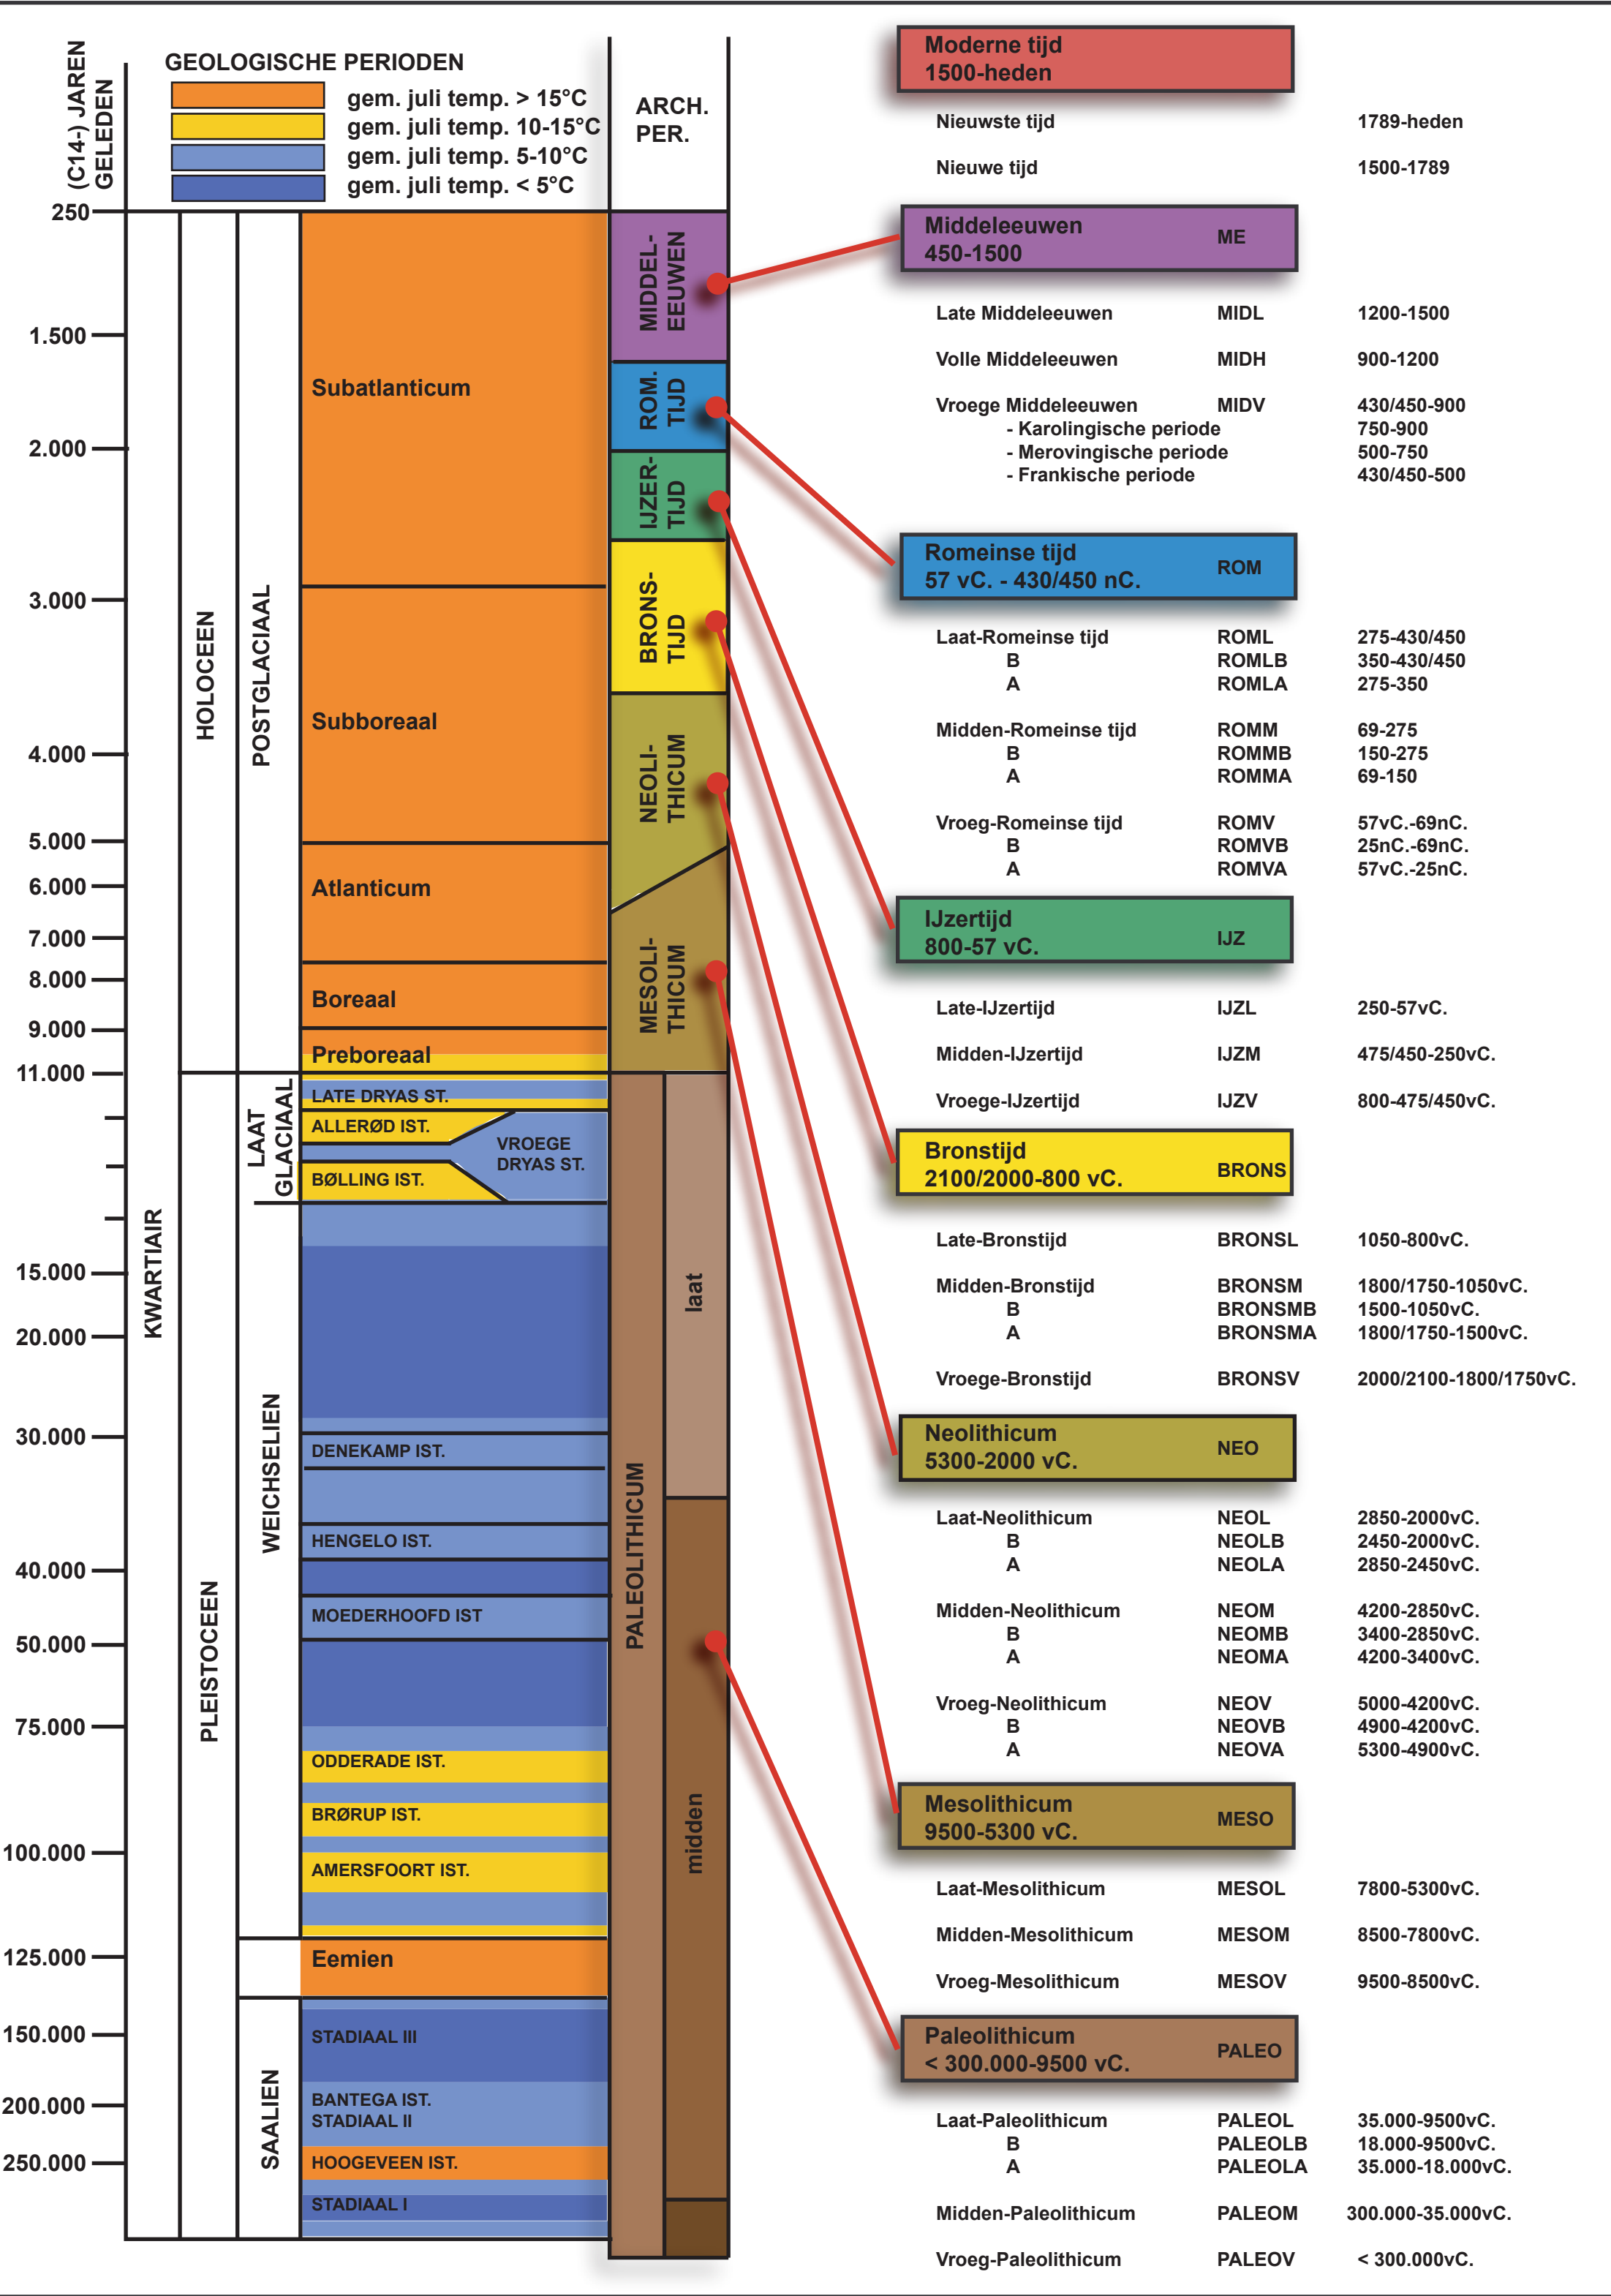 (C14-) JAREN
GELEDEN
GEOLOGISCHE PERIODEN
gem. juli temp. > 15°C
gem. juli temp. 10-15°C
gem. juli temp. 5-10°C
gem. juli temp. < 5°C
ARCH.
PER.
250
1.500
2.000
3.000
4.000
5.000
6.000
7.000
8.000
9.000
11.000
15.000
20.000
30.000
40.000
50.000
75.000
100.000
125.000
150.000
200.000
250.000
KWARTIAIR
HOLOCEEN
PLEISTOCEEN
POSTGLACIAAL
LAAT
GLACIAAL
WEICHSELIEN
SAALIEN
Subatlanticum
Subboreaal
Atlanticum
Boreaal
Preboreaal
LATE DRYAS ST.
ALLERØD IST.
VROEGE
DRYAS ST.
BØLLING IST.
DENEKAMP IST.
HENGELO IST.
MOEDERHOOFD IST
ODDERADE IST.
BRØRUP IST.
AMERSFOORT IST.
Eemien
STADIAAL III
BANTEGA IST.
STADIAAL II
HOOGEVEEN IST.
STADIAAL I
MIDDEL-
EEUWEN
ROM.
TIJD
IJZER-
TIJD
BRONS-
TIJD
NEOLI-
THICUM
MESOLI-
THICUM
PALEOLITHICUM
laat
midden
Moderne tijd
1500-heden
Nieuwste tijd 1789-heden
Nieuwe tijd 1500-1789
Middeleeuwen ME
450-1500
Late Middeleeuwen MIDL 1200-1500
Volle Middeleeuwen MIDH 900-1200
Vroege Middeleeuwen MIDV 430/450-900
- Karolingische periode 750-900
- Merovingische periode 500-750
- Frankische periode 430/450-500
Romeinse tijd ROM
57 vC. - 430/450 nC.
Laat-Romeinse tijd ROML 275-430/450
B ROMLB 350-430/450
A ROMLA 275-350
Midden-Romeinse tijd ROMM 69-275
B ROMMB 150-275
A ROMMA 69-150
Vroeg-Romeinse tijd ROMV 57vC.-69nC.
B ROMVB 25nC.-69nC.
A ROMVA 57vC.-25nC.
IJzertijd IJZ
800-57 vC.
Late-IJzertijd IJZL 250-57vC.
Midden-IJzertijd IJZM 475/450-250vC.
Vroege-IJzertijd IJZV 800-475/450vC.
Bronstijd BRONS
2100/2000-800 vC.
Late-Bronstijd BRONSL 1050-800vC.
Midden-Bronstijd BRONSM 1800/1750-1050vC.
B BRONSMB 1500-1050vC.
A BRONSMA 1800/1750-1500vC.
Vroege-Bronstijd BRONSV 2000/2100-1800/1750vC.
Neolithicum NEO
5300-2000 vC.
Laat-Neolithicum NEOL 2850-2000vC.
B NEOLB 2450-2000vC.
A NEOLA 2850-2450vC.
Midden-Neolithicum NEOM 4200-2850vC.
B NEOMB 3400-2850vC.
A NEOMA 4200-3400vC.
Vroeg-Neolithicum NEOV 5000-4200vC.
B NEOVB 4900-4200vC.
A NEOVA 5300-4900vC.
Mesolithicum MESO
9500-5300 vC.
Laat-Mesolithicum MESOL 7800-5300vC.
Midden-Mesolithicum MESOM 8500-7800vC.
Vroeg-Mesolithicum MESOV 9500-8500vC.
Paleolithicum PALEO
< 300.000-9500 vC.
Laat-Paleolithicum PALEOL 35.000-9500vC.
B PALEOLB 18.000-9500vC.
A PALEOLA 35.000-18.000vC.
Midden-Paleolithicum PALEOM 300.000-35.000vC.
Vroeg-Paleolithicum PALEOV < 300.000vC.